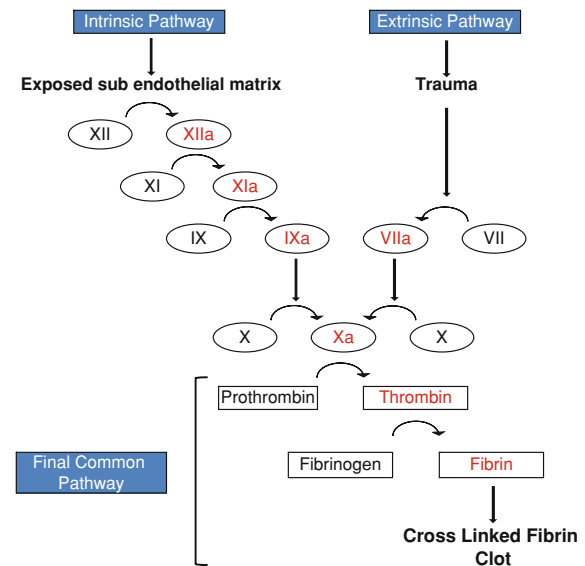 Intrinsic Pathway
Extrinsic Pathway
Exposed sub endothelial matrix
Trauma
XII
XIIa
XI
XIa
IX
IXa
VIIa
VII
X
Xa
X
Prothrombin
Thrombin
Final Common
Pathway
Fibrinogen
Fibrin
Cross Linked Fibrin
Clot